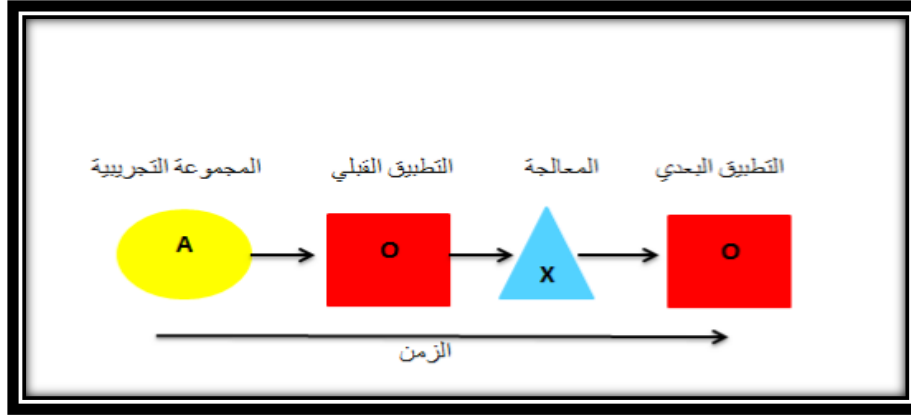 المجموعة التجريبية
التطبيق القبلي
المعالجة
التطبيق البعدي
A
O
X
O
الزمن